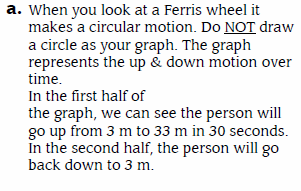 a. When you look at a Ferris wheel it
makes a circular motion. Do NOT draw
a circle as your graph. The graph
represents the up & down motion over
time.
In the first half of
the graph, we can see the person will
go up from 3 m to 33 m in 30 seconds.
In the second half, the person will go
back down to 3 m.